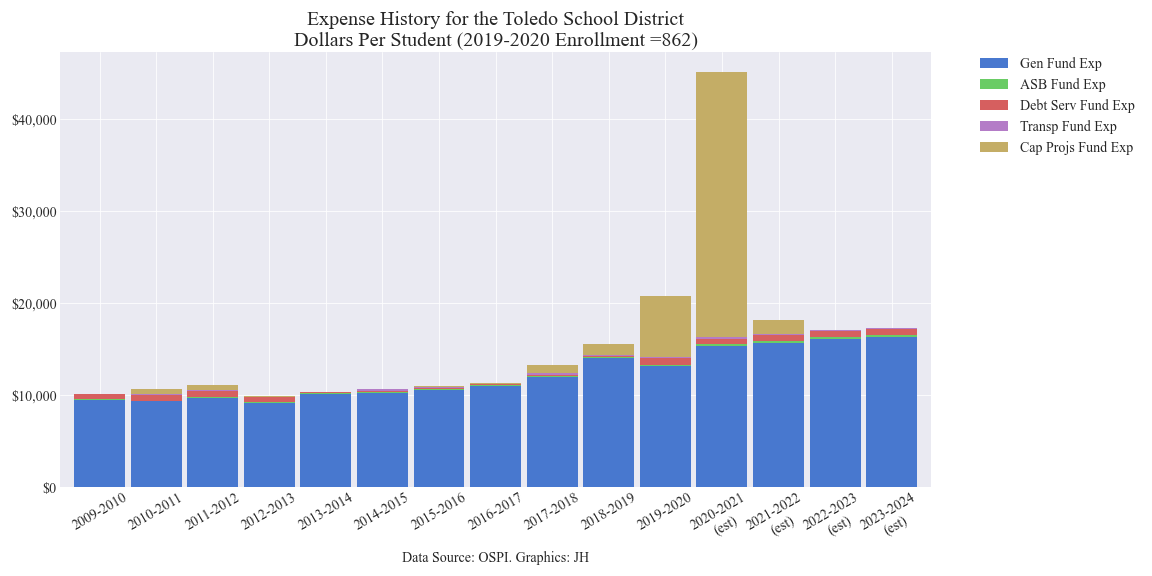 Expense History for the Toledo School District
Dollars Per Student (2019-2020 Enrollment =862)
Gen Fund Exp
ASB Fund Exp
Debt Serv Fund Exp
Transp Fund Exp
Cap Projs Fund Exp
$40,000
$30,000
$20,000
$10,000
$0
2009-2010
2010-2011
2011-2012
2012-2013
2013-2014
2014-2015
2015-2016
2016-2017
2017-2018
2018-2019
2019-2020
2020-2021
(est)
2021-2022
(est)
2022-2023
(est)
2023-2024
(est)
Data Source: OSPI. Graphics: JH